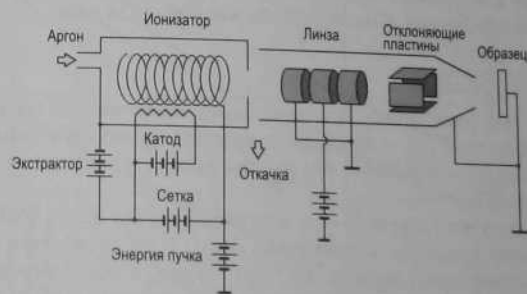 Ионизатор
Аргон
Линза
Отклоняющие
пластины
Образец
Катод
Экстрактор
Откачка
Сетка
Энергия пучка